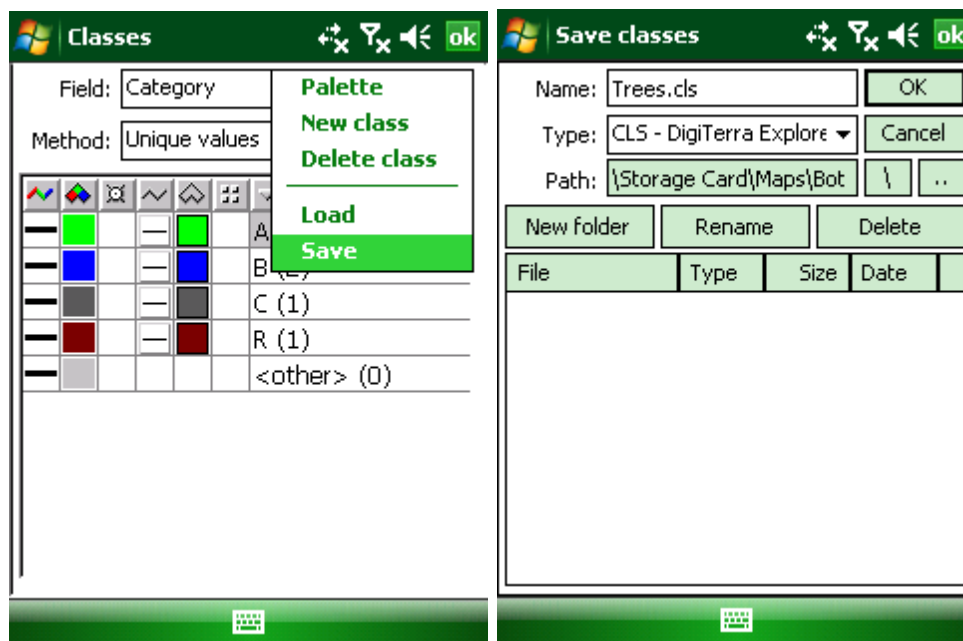 Classes
ok
Field:
Category
Method:
Unique values
Palette
New class
Delete class
Load
Save
A
B (2)
C (1)
R (1)
<other> (0)
Save classes
ok
Name:
Trees.cls
OK
Type:
CLS - DigiTerra Explore
Cancel
Path:
\Storage Card\Maps\Bot
\
..
New folder
Rename
Delete
File
Type
Size
Date